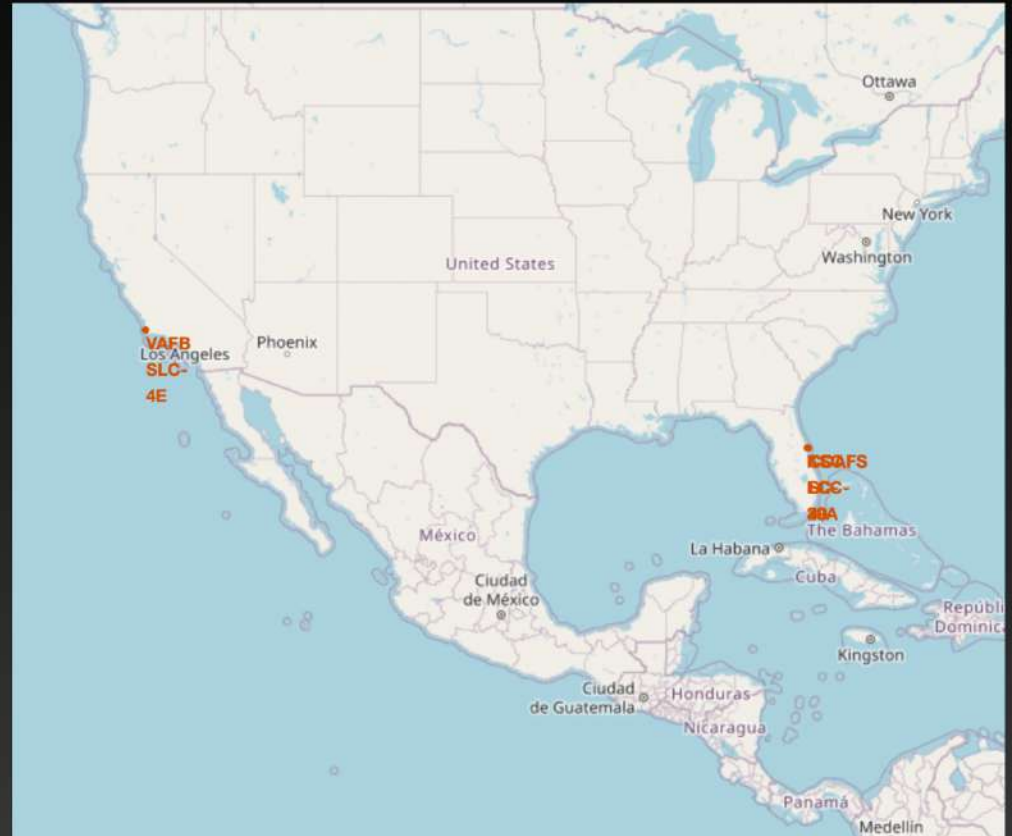 Ottawa
New York
Washington
United States
VAFB
Los Angeles
SLC-
4E
Phoenix
The Bahamas
México
La Habana
Cuba
Ciudad
de México
Kingston
Ciudad
de Guatemala
Honduras
Nicaragua
Panamá
Medellín